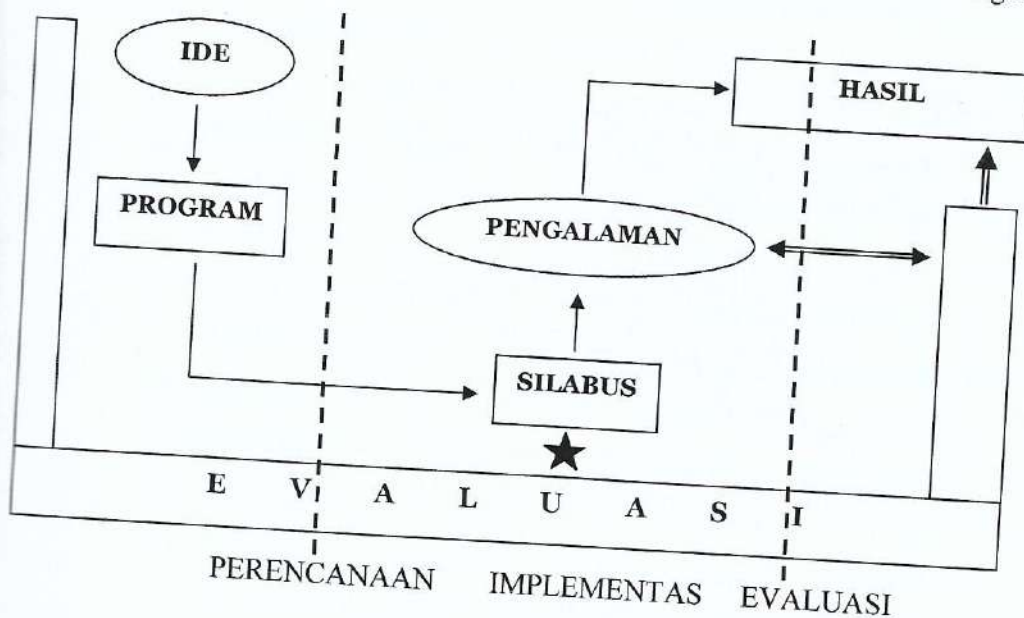 IDE
HASIL
PROGRAM
PENGALAMAN
SILABUS
E V A L U A S I
PERENCANAAN IMPLEMENTAS EVALUASI